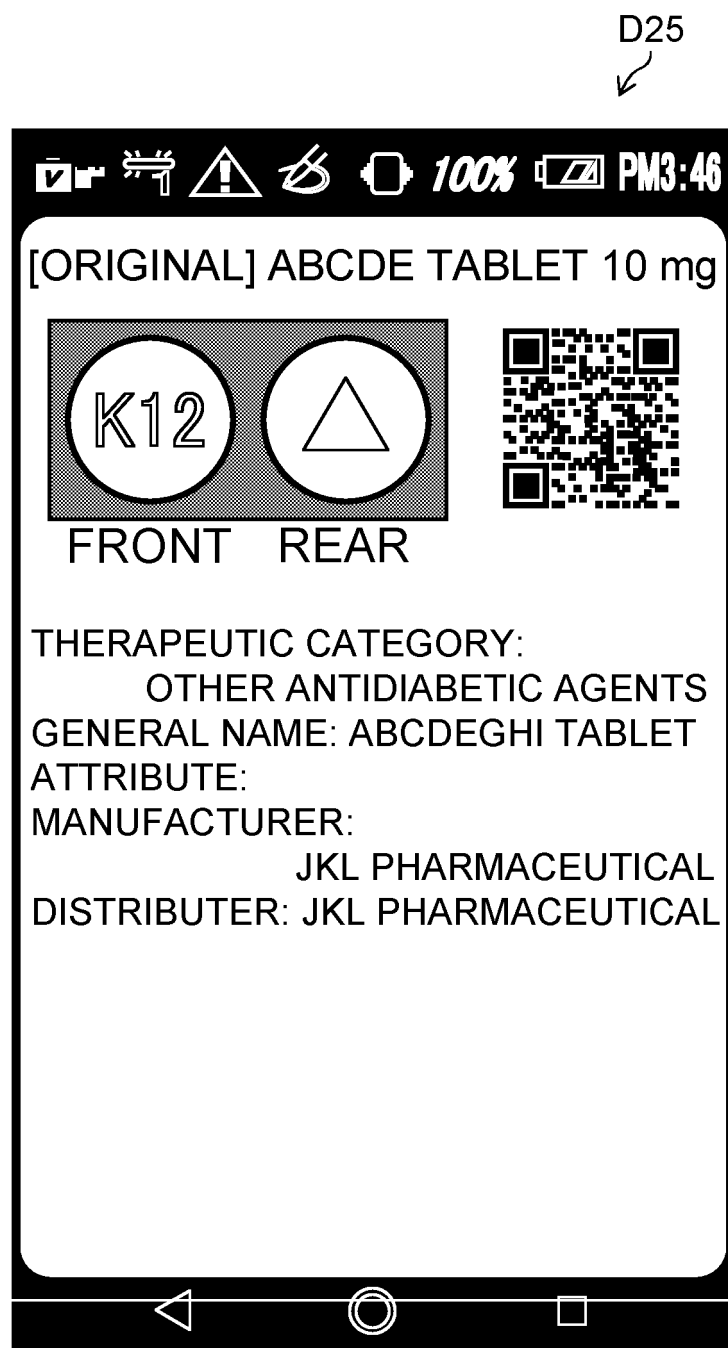 D25
100% PM3:46
[ORIGINAL] ABCDE TABLET 10 mg
K12
FRONT REAR
THERAPEUTIC CATEGORY:
OTHER ANTIDIABETIC AGENTS
GENERAL NAME: ABCDEGHI TABLET
ATTRIBUTE:
MANUFACTURER:
JKL PHARMACEUTICAL
DISTRIBUTER: JKL PHARMACEUTICAL